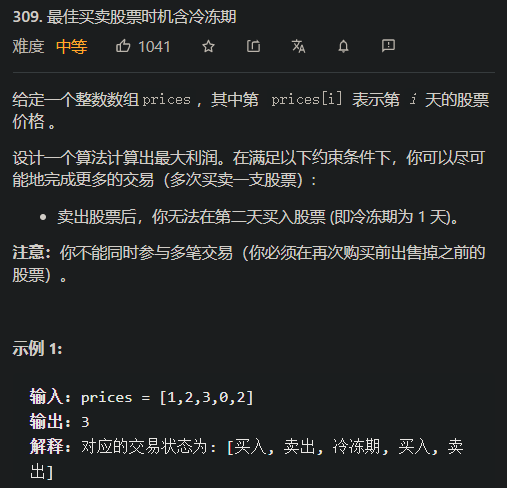 309. 最佳买卖股票时机含冷冻期
难度 中等 1041
给定一个整数数组prices，其中第 prices[i] 表示第 i 天的股票
价格 。
设计一个算法计算出最大利润。在满足以下约束条件下，你可以尽可
能地完成更多的交易（多次买卖一支股票）:
• 卖出股票后，你无法在第二天买入股票 (即冷冻期为 1 天)。
注意：你不能同时参与多笔交易（你必须在再次购买前出售掉之前的
股票）。
示例 1:
输入: prices = [1,2,3,0,2]
输出: 3
解释: 对应的交易状态为: [买入, 卖出, 冷冻期, 买入, 卖
出]